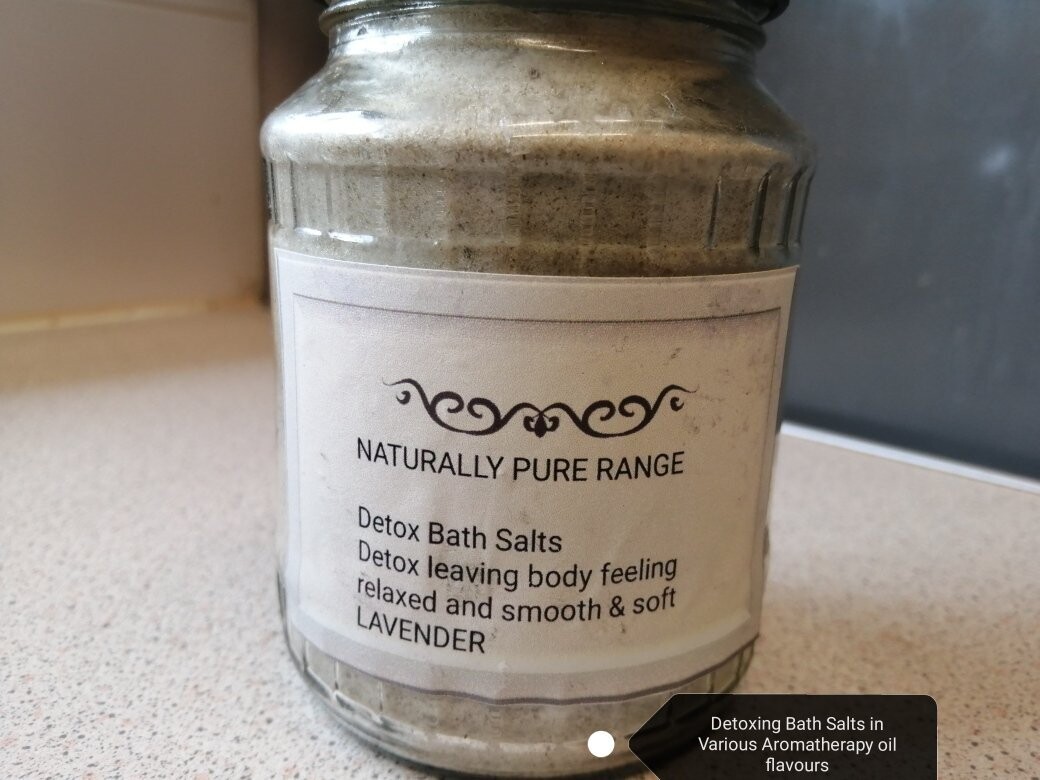 NATURALLY PURE RANGE
Detox Bath Salts
Detox leaving body feeling
relaxed and smooth & soft
LAVENDER
Detoxing Bath Salts in
Various Aromatherapy oil
flavours